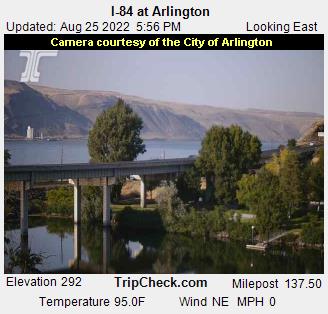 I-84 at Arlington
Updated: Aug 25 2022 5:56 PM Looking East
Camera courtesy of the City of Arlington
Elevation 292 TripCheck.com Milepost 137.50
Temperature 95.0F Wind NE MPH 0